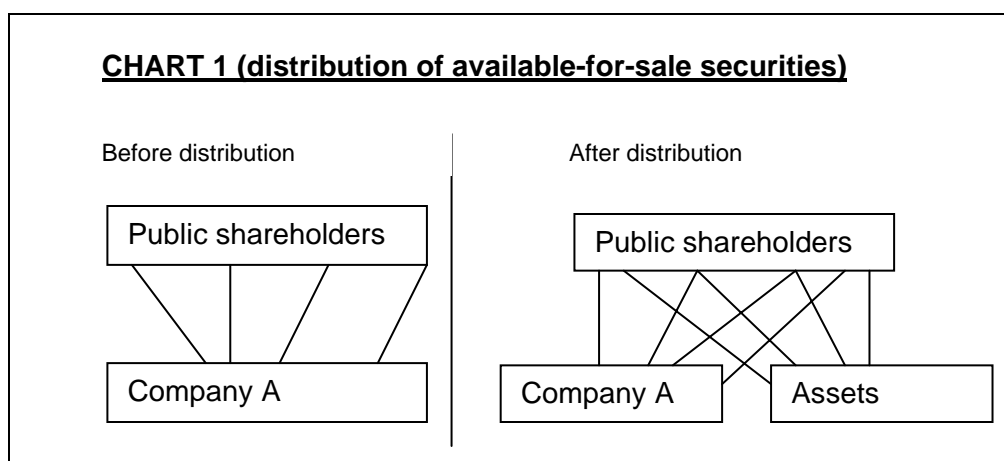 CHART 1 (distribution of available-for-sale securities)
Before distribution
After distribution
Public shareholders
Public shareholders
Company A
Company A
Assets